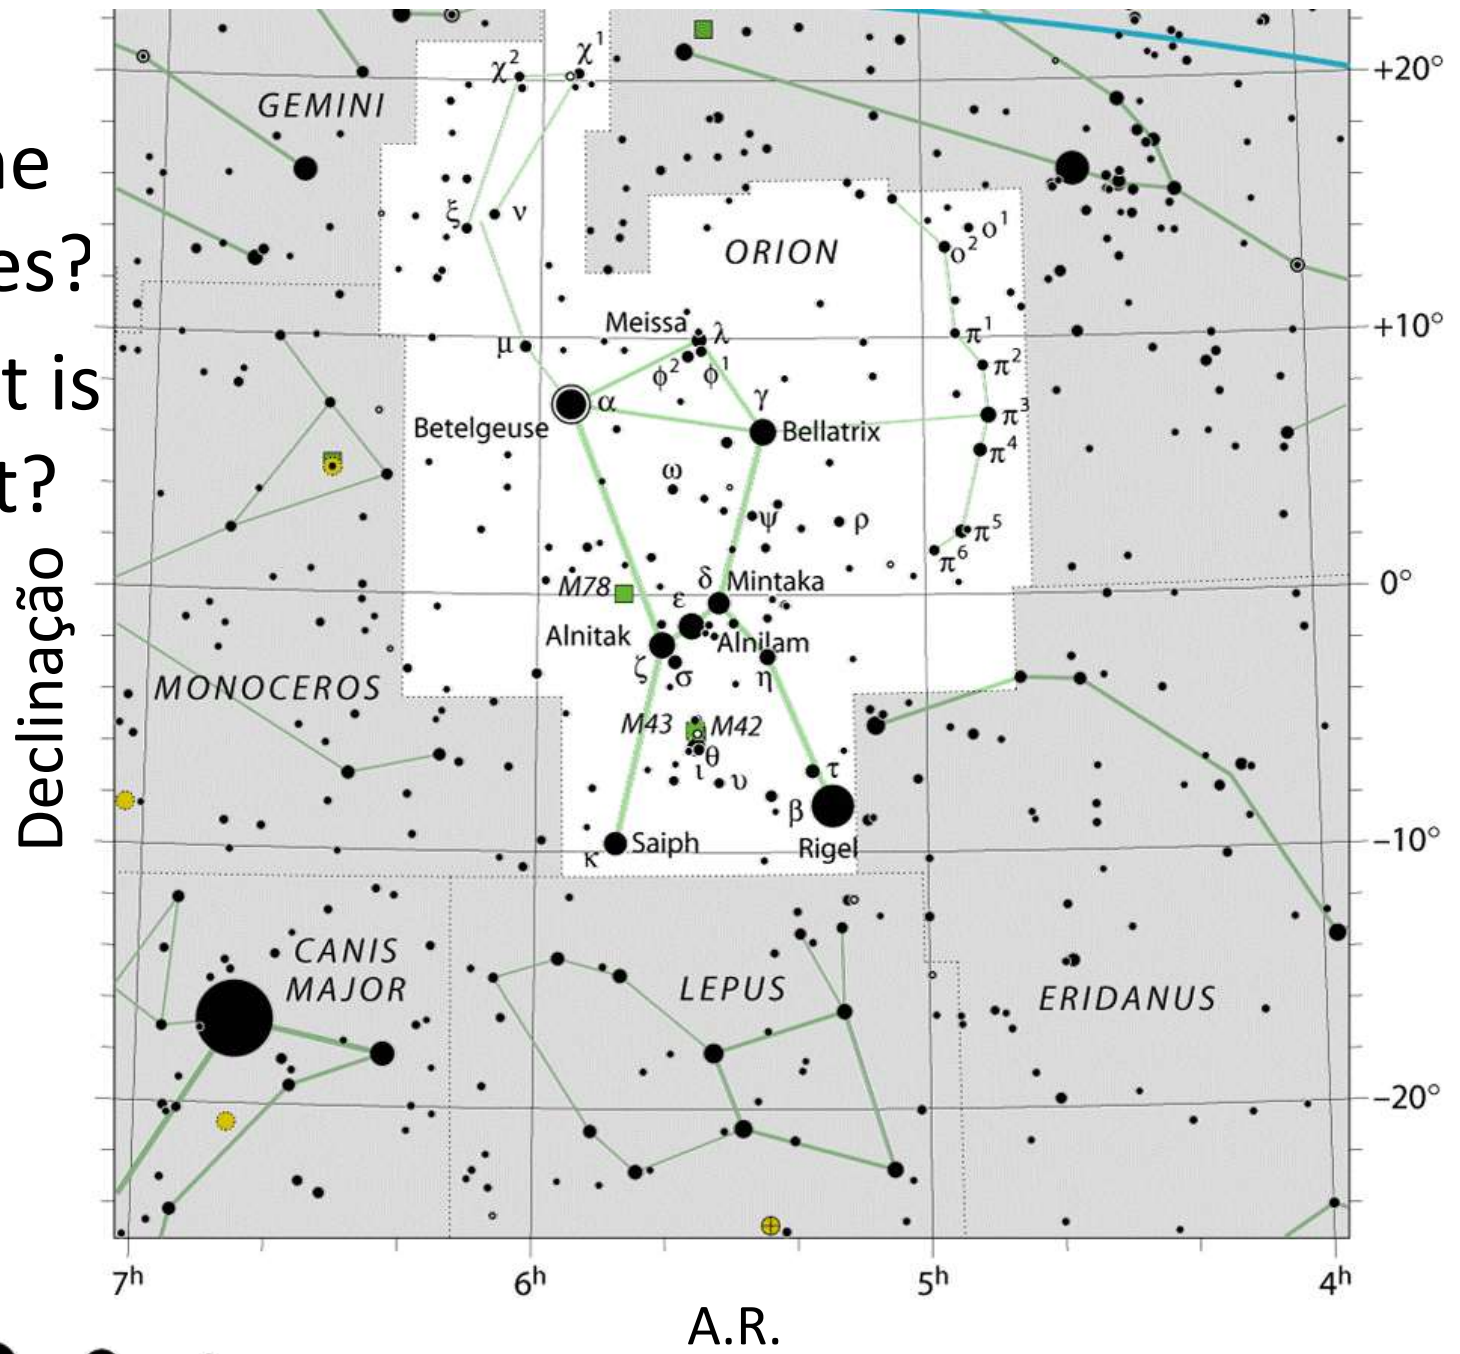 ne
es?
t is
t?
Declinação
GEMINI
χ²
χ¹
+20°
ξ
ν
ORION
ο¹
ο²
Meissa
λ
+10°
μ
φ²
φ¹
π¹
π²
α
γ
π³
Betelgeuse
Bellatrix
π⁴
ω
ψ
ρ
π⁵
π⁶
M78
δ
Mintaka
0°
ε
Alnitak
Alnilam
ζ
σ
η
MONOCEROS
M43
M42
θ
ι
υ
τ
β
Saiph
Rigel
κ
−10°
CANIS
MAJOR
LEPUS
ERIDANUS
−20°
7ʰ
6ʰ
5ʰ
4ʰ
A.R.